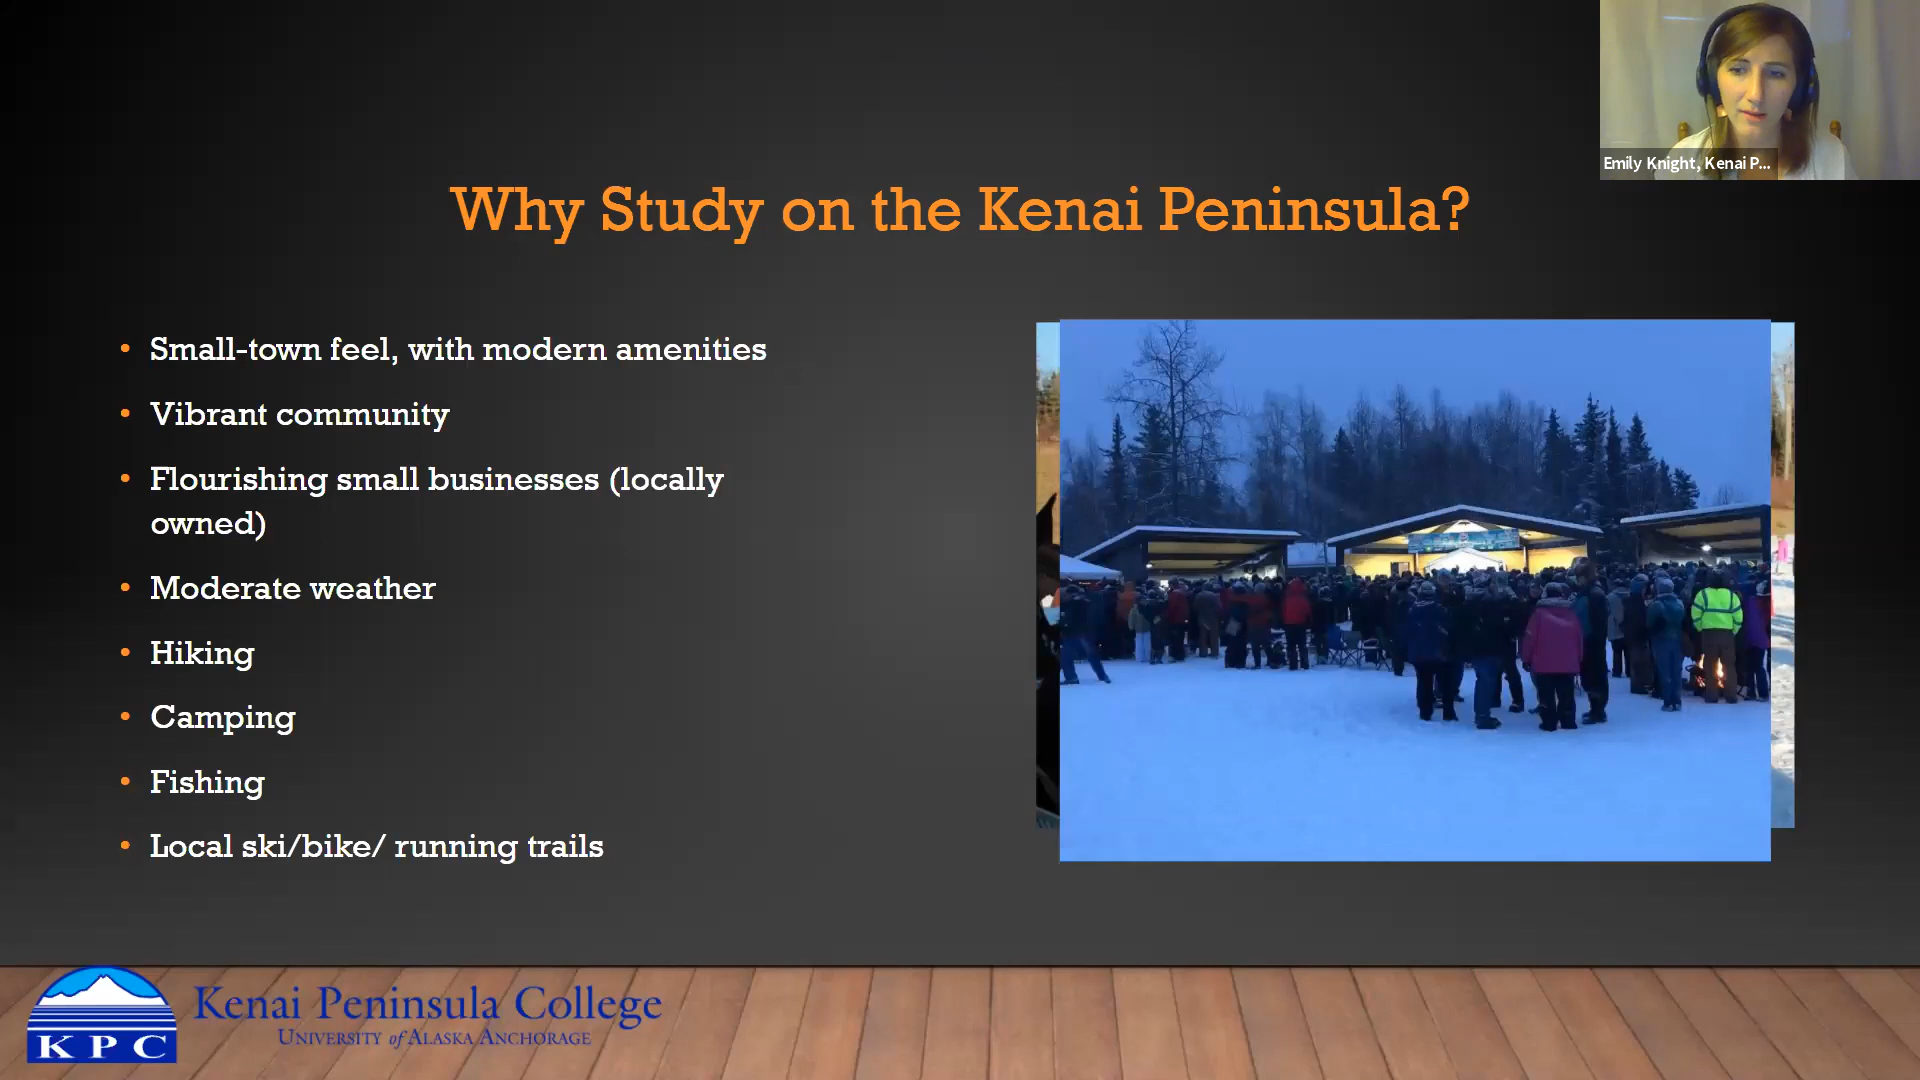 Emily Knight, Kenai P...
Why Study on the Kenai Peninsula?
• Small-town feel, with modern amenities
• Vibrant community
• Flourishing small businesses (locally
owned)
• Moderate weather
• Hiking
• Camping
• Fishing
• Local ski/bike/ running trails
KPC
Kenai Peninsula College
UNIVERSITY of ALASKA ANCHORAGE